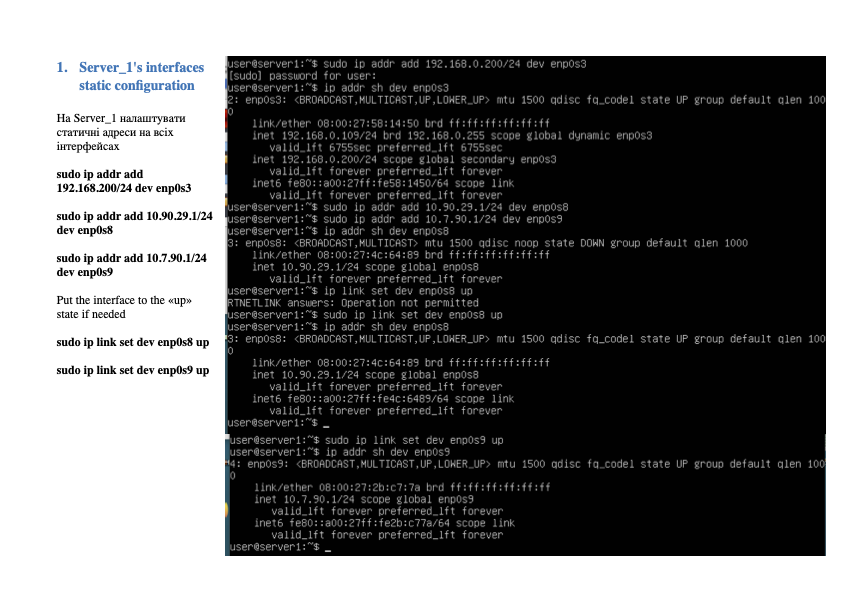 1. Server_1's interfaces
static configuration
На Server_1 налаштувати
статичні адреси на всіх
інтерфейсах
sudo ip addr add
192.168.200/24 dev enp0s3
sudo ip addr add 10.90.29.1/24
dev enp0s8
sudo ip addr add 10.7.90.1/24
dev enp0s9
Put the interface to the «up»
state if needed
sudo ip link set dev enp0s8 up
sudo ip link set dev enp0s9 up
user@server1:~$ sudo ip addr add 192.168.0.200/24 dev enp0s3
[sudo] password for user:
user@server1:~$ ip addr sh dev enp0s3
2: enp0s3: <BROADCAST,MULTICAST,UP,LOWER_UP> mtu 1500 qdisc fq_codel state UP group default qlen 100
0
link/ether 08:00:27:58:14:50 brd ff:ff:ff:ff:ff:ff
inet 192.168.0.109/24 brd 192.168.0.255 scope global dynamic enp0s3
valid_lft 6755sec preferred_lft 6755sec
inet 192.168.0.200/24 scope global secondary enp0s3
valid_lft forever preferred_lft forever
inet6 fe80::a00:27ff:fe58:1450/64 scope link
valid_lft forever preferred_lft forever
user@server1:~$ sudo ip addr add 10.90.29.1/24 dev enp0s8
user@server1:~$ sudo ip addr add 10.7.90.1/24 dev enp0s9
user@server1:~$ ip addr sh dev enp0s8
3: enp0s8: <BROADCAST,MULTICAST> mtu 1500 qdisc noop state DOWN group default qlen 1000
link/ether 08:00:27:4c:64:89 brd ff:ff:ff:ff:ff:ff
inet 10.90.29.1/24 scope global enp0s8
valid_lft forever preferred_lft forever
user@server1:~$ ip link set dev enp0s8 up
RTNETLINK answers: Operation not permitted
user@server1:~$ sudo ip link set dev enp0s8 up
user@server1:~$ ip addr sh dev enp0s8
3: enp0s8: <BROADCAST,MULTICAST,UP,LOWER_UP> mtu 1500 qdisc fq_codel state UP group default qlen 100
0
link/ether 08:00:27:4c:64:89 brd ff:ff:ff:ff:ff:ff
inet 10.90.29.1/24 scope global enp0s8
valid_lft forever preferred_lft forever
inet6 fe80::a00:27ff:fe4c:6489/64 scope link
valid_lft forever preferred_lft forever
user@server1:~$ _
user@server1:~$ sudo ip link set dev enp0s9 up
user@server1:~$ ip addr sh dev enp0s9
4: enp0s9: <BROADCAST,MULTICAST,UP,LOWER_UP> mtu 1500 qdisc fq_codel state UP group default qlen 100
0
link/ether 08:00:27:2b:c7:7a brd ff:ff:ff:ff:ff:ff
inet 10.7.90.1/24 scope global enp0s9
valid_lft forever preferred_lft forever
inet6 fe80::a00:27ff:fe2b:c77a/64 scope link
valid_lft forever preferred_lft forever
user@server1:~$ _